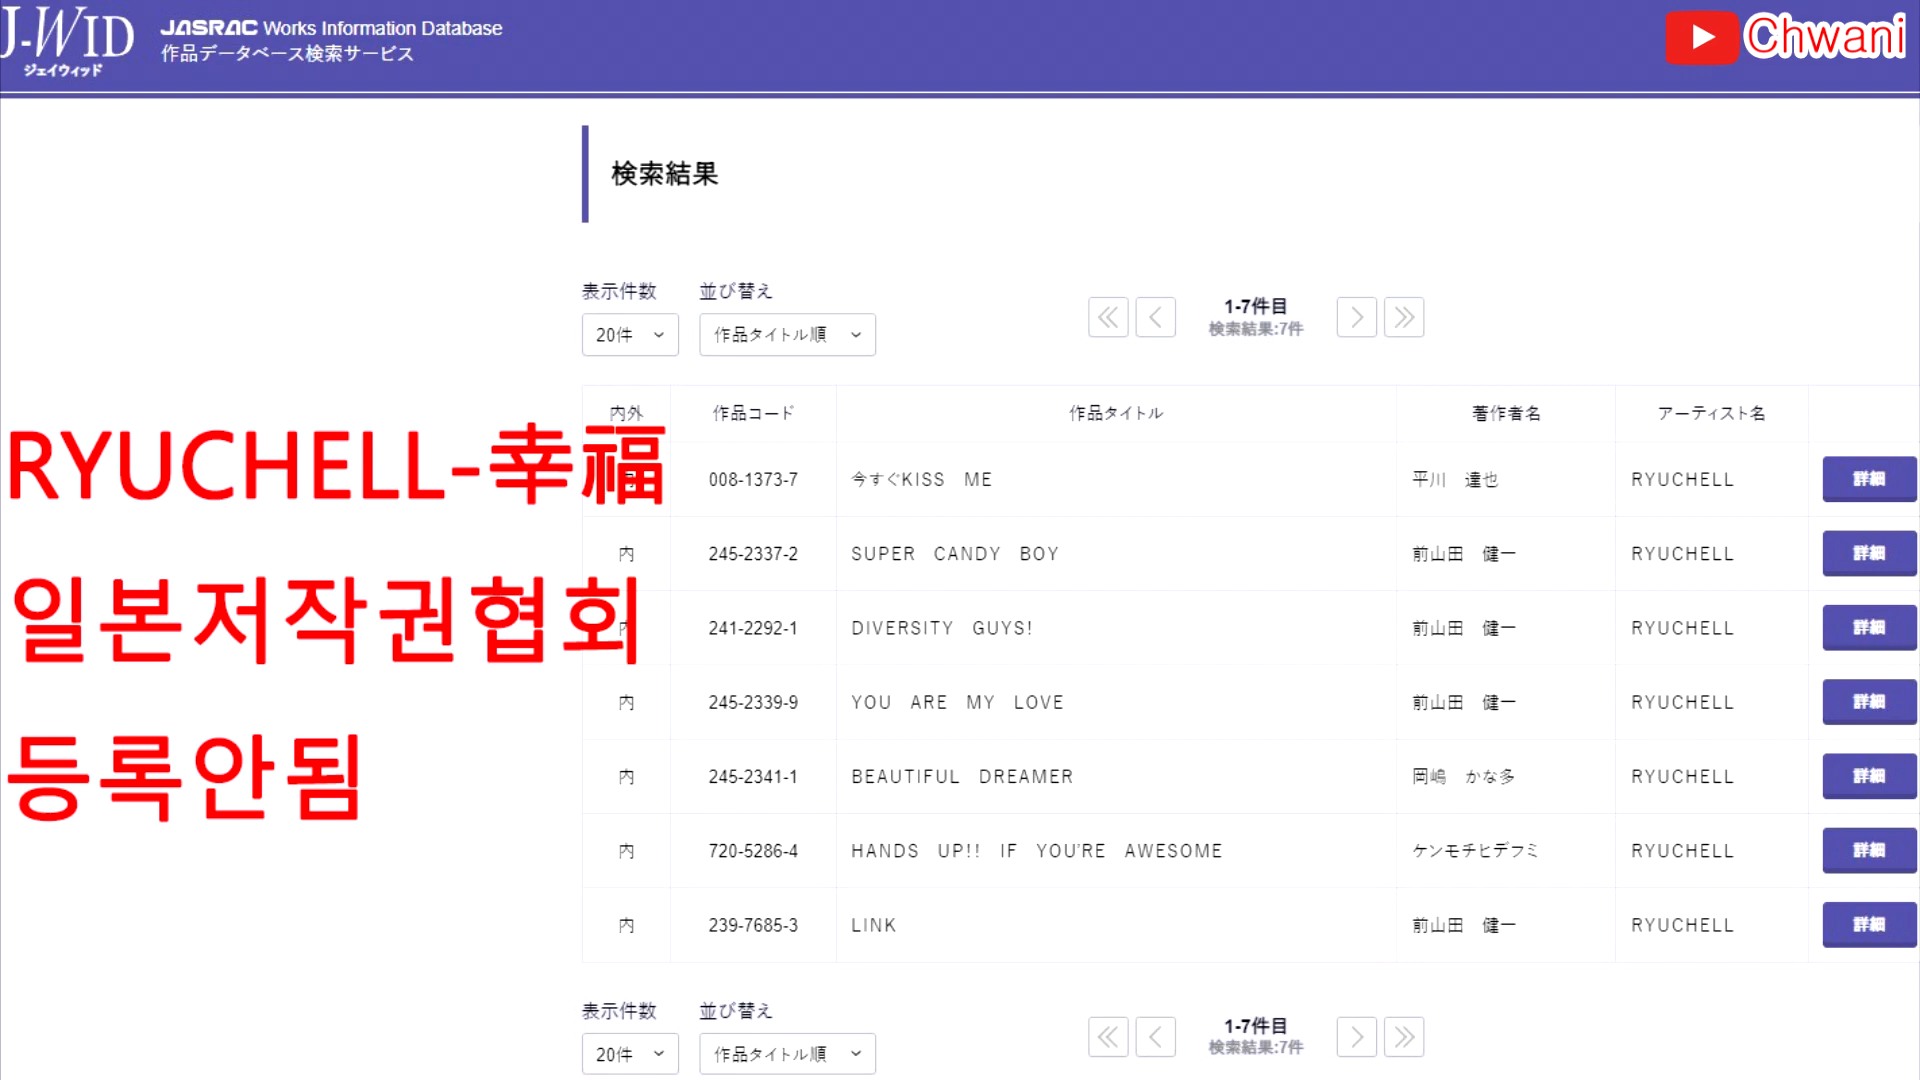 J-WID
ジェイウィッド
JASRAC Works Information Database
作品データベース検索サービス
Chwani
検索結果
表示件数 並び替え
20件 作品タイトル順
1-7件目
検索結果:7件
内外 作品コード 作品タイトル 著作者名 アーティスト名
008-1373-7 今すぐKISS ME 平川 達也 RYUCHELL 詳細
内 245-2337-2 SUPER CANDY BOY 前山田 健一 RYUCHELL 詳細
241-2292-1 DIVERSITY GUYS! 前山田 健一 RYUCHELL 詳細
内 245-2339-9 YOU ARE MY LOVE 前山田 健一 RYUCHELL 詳細
内 245-2341-1 BEAUTIFUL DREAMER 岡嶋 かな多 RYUCHELL 詳細
内 720-5286-4 HANDS UP!! IF YOU'RE AWESOME ケンモチヒデフミ RYUCHELL 詳細
内 239-7685-3 LINK 前山田 健一 RYUCHELL 詳細
RYUCHELL-幸福
일본저작권협회
등록안됨
表示件数 並び替え
20件 作品タイトル順
1-7件目
検索結果:7件